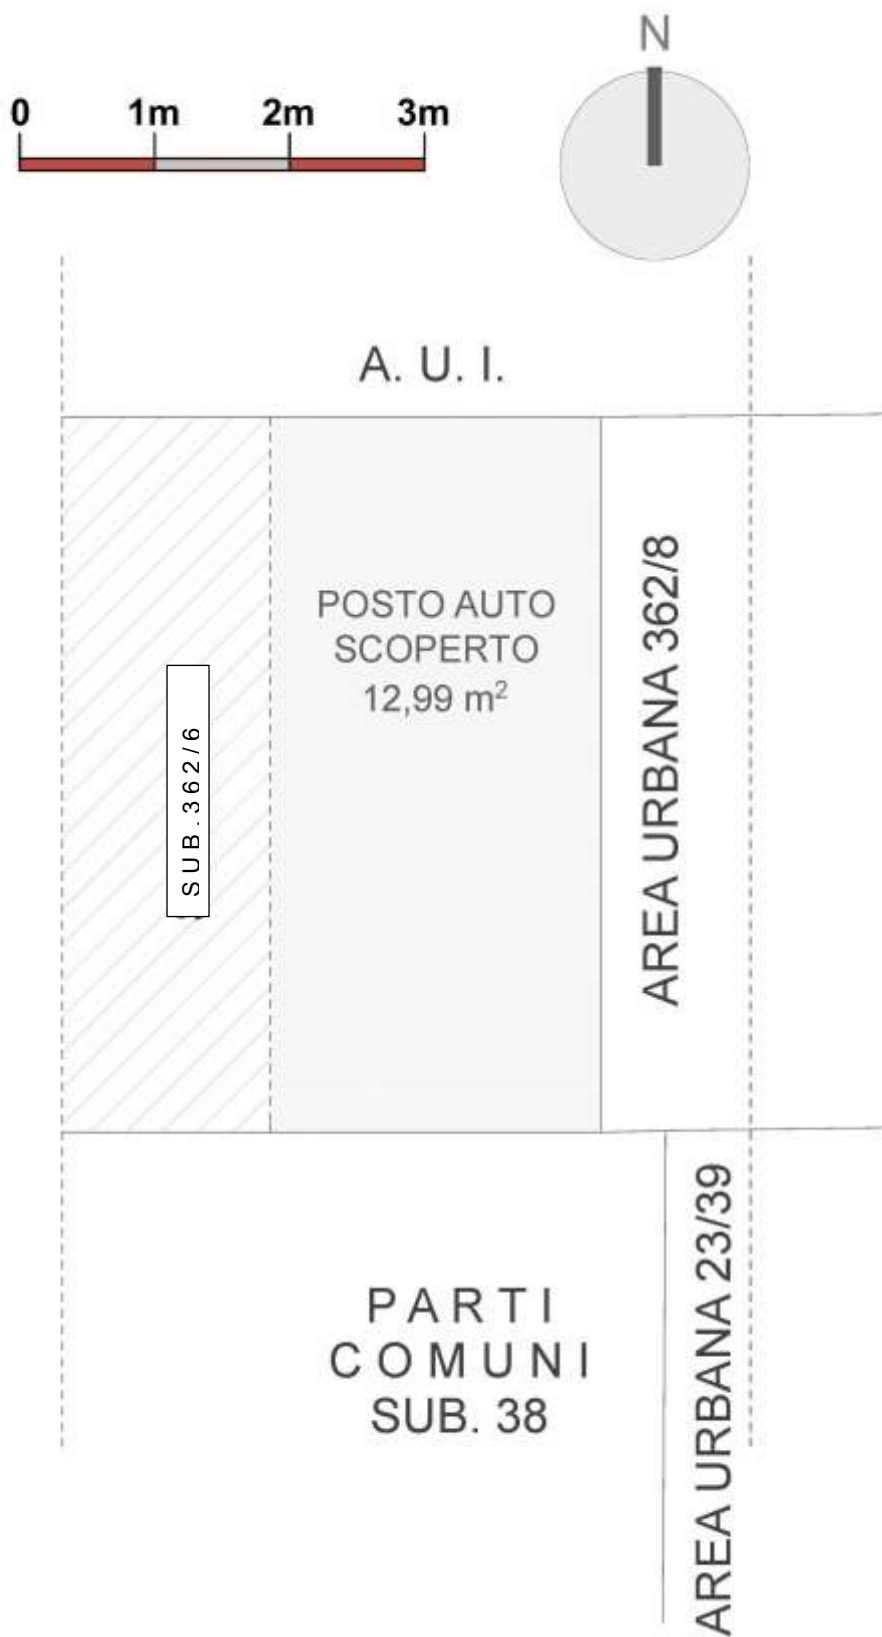 N
0 1m 2m 3m
A. U. I.
POSTO AUTO
SCOPERTO
12,99 m²
SUB.362/6
AREA URBANA 362/8
PARTI
COMUNI
SUB. 38
AREA URBANA 23/39